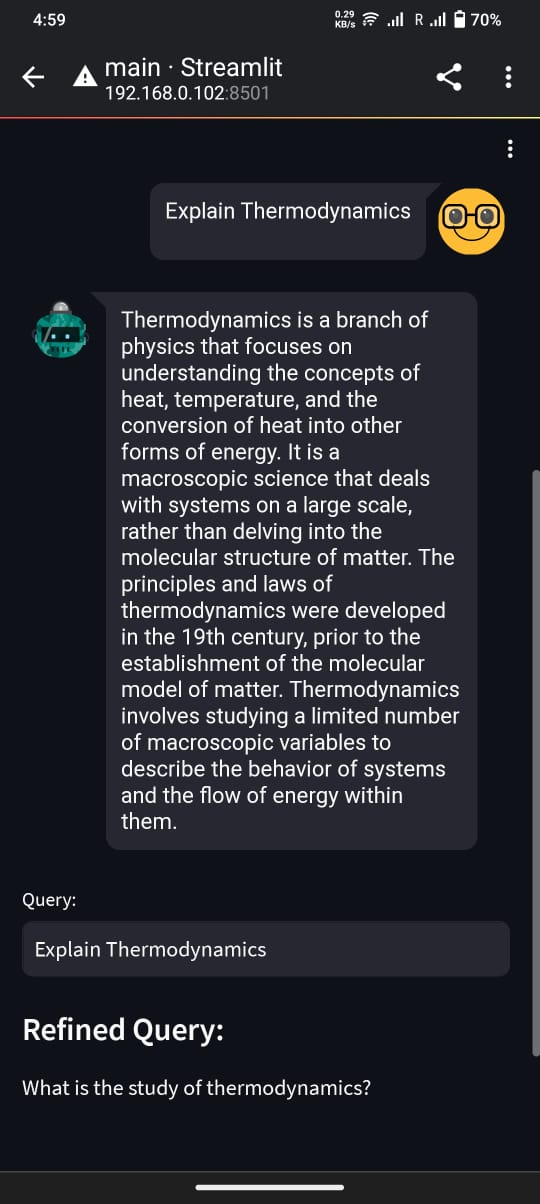 4:59
0.29
KB/s
R
70%
main · Streamlit
192.168.0.102:8501
Explain Thermodynamics
Thermodynamics is a branch of
physics that focuses on
understanding the concepts of
heat, temperature, and the
conversion of heat into other
forms of energy. It is a
macroscopic science that deals
with systems on a large scale,
rather than delving into the
molecular structure of matter. The
principles and laws of
thermodynamics were developed
in the 19th century, prior to the
establishment of the molecular
model of matter. Thermodynamics
involves studying a limited number
of macroscopic variables to
describe the behavior of systems
and the flow of energy within
them.
Query:
Explain Thermodynamics
Refined Query:
What is the study of thermodynamics?